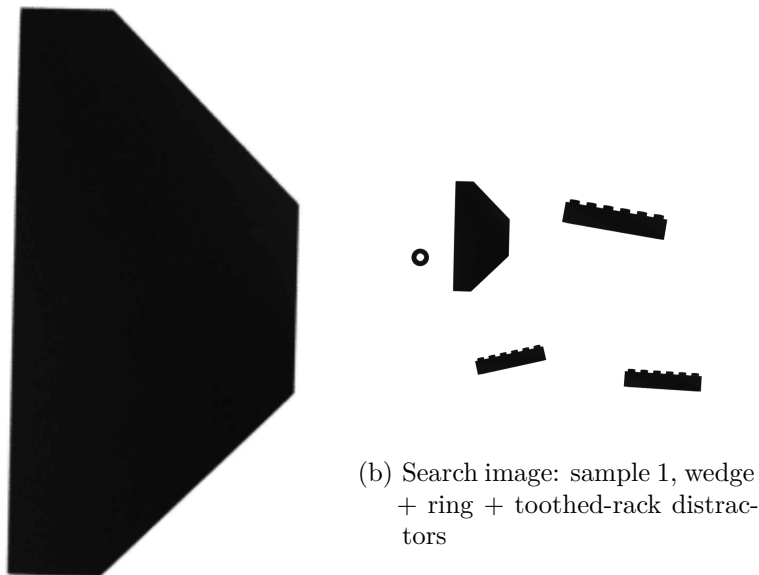 (b) Search image: sample 1, wedge
+ ring + toothed-rack distrac-
tors